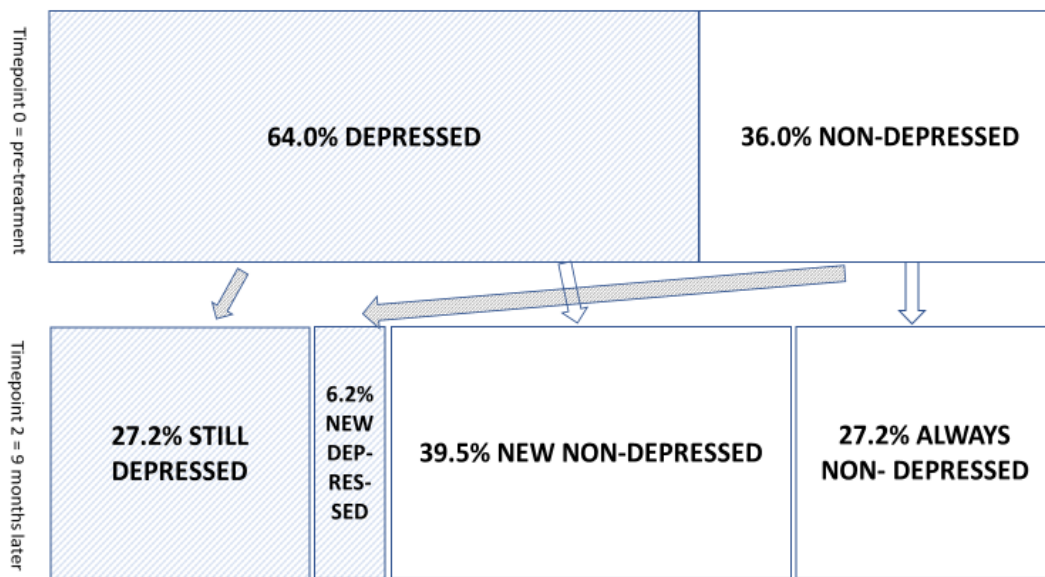 Timepoint 0 = pre-treatment
64.0% DEPRESSED
36.0% NON-DEPRESSED
Timepoint 2 = 9 months later
27.2% STILL
DEPRESSED
6.2%
NEW
DEP-
RES-
SED
39.5% NEW NON-DEPRESSED
27.2% ALWAYS
NON- DEPRESSED